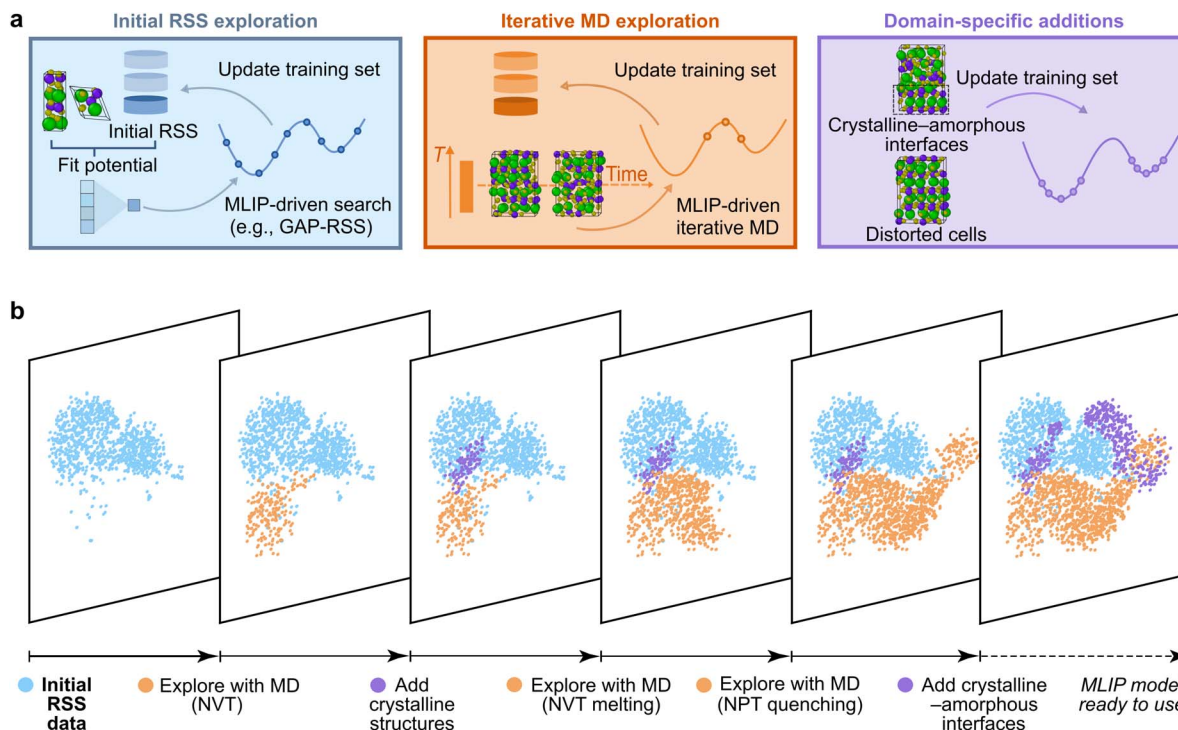 a
Initial RSS exploration
Update training set
Initial RSS
Fit potential
MLIP-driven search
(e.g., GAP-RSS)
Iterative MD exploration
Update training set
T
Time
MLIP-driven
iterative MD
Domain-specific additions
Update training set
Crystalline–amorphous
interfaces
Distorted cells
b
Initial
RSS
data
Explore with MD
(NVT)
Add
crystalline
structures
Explore with MD
(NVT melting)
Explore with MD
(NPT quenching)
Add crystalline
–amorphous
interfaces
MLIP mode
ready to use